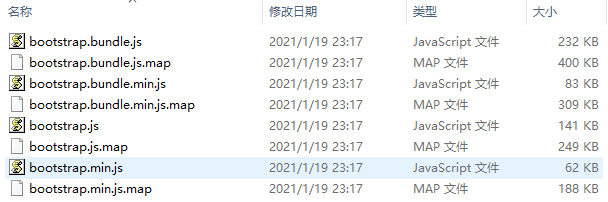 名称 修改日期 类型 大小
bootstrap.bundle.js 2021/1/19 23:17 JavaScript 文件 232 KB
bootstrap.bundle.js.map 2021/1/19 23:17 MAP 文件 400 KB
bootstrap.bundle.min.js 2021/1/19 23:17 JavaScript 文件 83 KB
bootstrap.bundle.min.js.map 2021/1/19 23:17 MAP 文件 309 KB
bootstrap.js 2021/1/19 23:17 JavaScript 文件 141 KB
bootstrap.js.map 2021/1/19 23:17 MAP 文件 249 KB
bootstrap.min.js 2021/1/19 23:17 JavaScript 文件 62 KB
bootstrap.min.js.map 2021/1/19 23:17 MAP 文件 188 KB